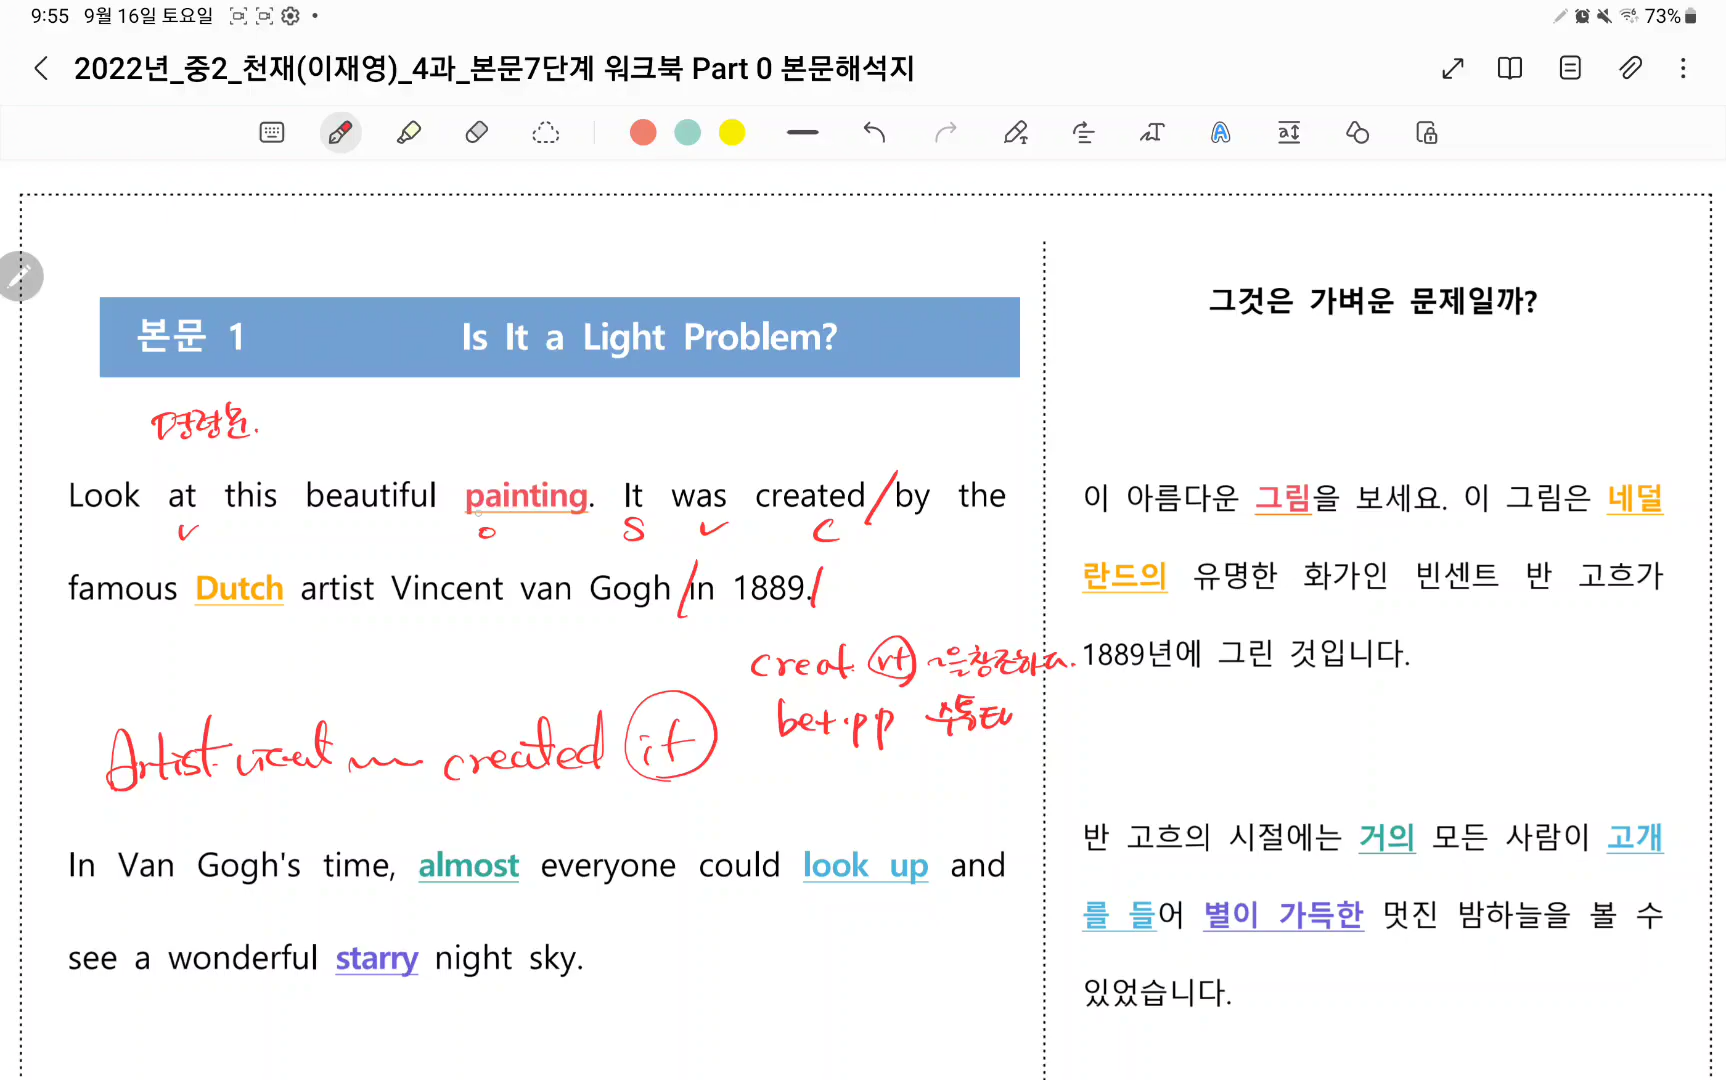 9:55 9월 16일 토요일 73%
2022년_중2_천재(이재영)_4과_본문7단계 워크북 Part 0 본문해석지
본문 1 Is It a Light Problem?
명령문.
Look at this beautiful painting. It was created / by the
v o S v C
famous Dutch artist Vincent van Gogh / in 1889. /
creat vt ~을 창조하다.
be+pp 수동태
Artist created it
In Van Gogh's time, almost everyone could look up and
see a wonderful starry night sky.
그것은 가벼운 문제일까?
이 아름다운 그림을 보세요. 이 그림은 네덜
란드의 유명한 화가인 빈센트 반 고흐가
1889년에 그린 것입니다.
반 고흐의 시절에는 거의 모든 사람이 고개
를 들어 별이 가득한 멋진 밤하늘을 볼 수
있었습니다.